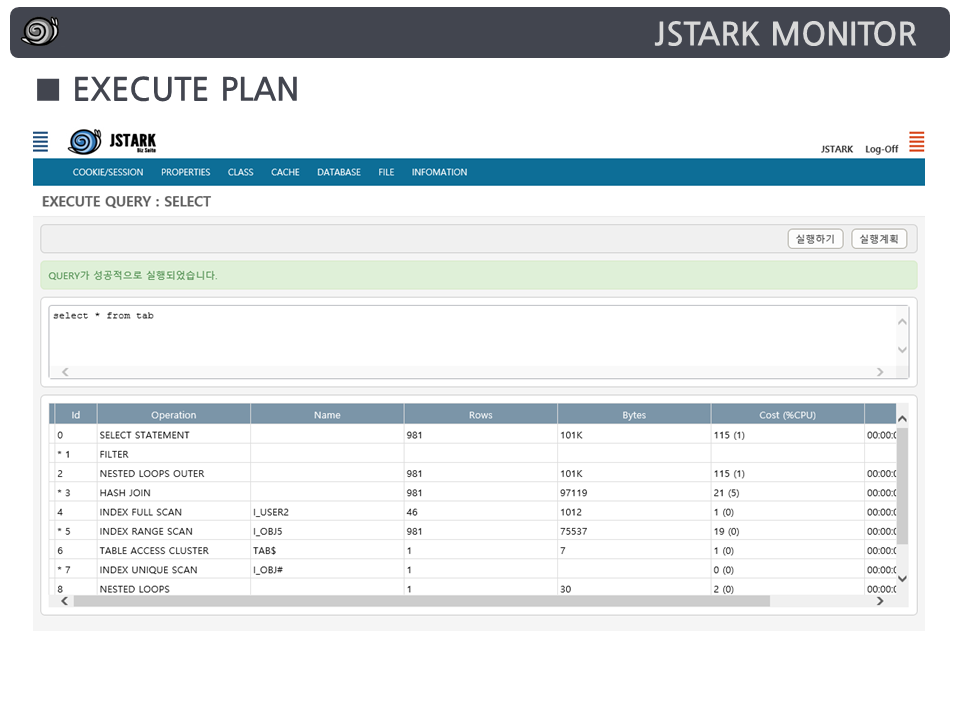 JSTARK MONITOR
■ EXECUTE PLAN
JSTARK
Biz Suite
JSTARK Log-Off
COOKIE/SESSION PROPERTIES CLASS CACHE DATABASE FILE INFOMATION
EXECUTE QUERY : SELECT
실행하기 실행계획
QUERY가 성공적으로 실행되었습니다.
select * from tab
Id Operation Name Rows Bytes Cost (%CPU)
0 SELECT STATEMENT 981 101K 115 (1) 00:00:0
* 1 FILTER
2 NESTED LOOPS OUTER 981 101K 115 (1) 00:00:0
* 3 HASH JOIN 981 97119 21 (5) 00:00:0
4 INDEX FULL SCAN I_USER2 46 1012 1 (0) 00:00:0
* 5 INDEX RANGE SCAN I_OBJ5 981 75537 19 (0) 00:00:0
6 TABLE ACCESS CLUSTER TAB$ 1 7 1 (0) 00:00:0
* 7 INDEX UNIQUE SCAN I_OBJ# 1 0 (0) 00:00:0
8 NESTED LOOPS 1 30 2 (0) 00:00:0